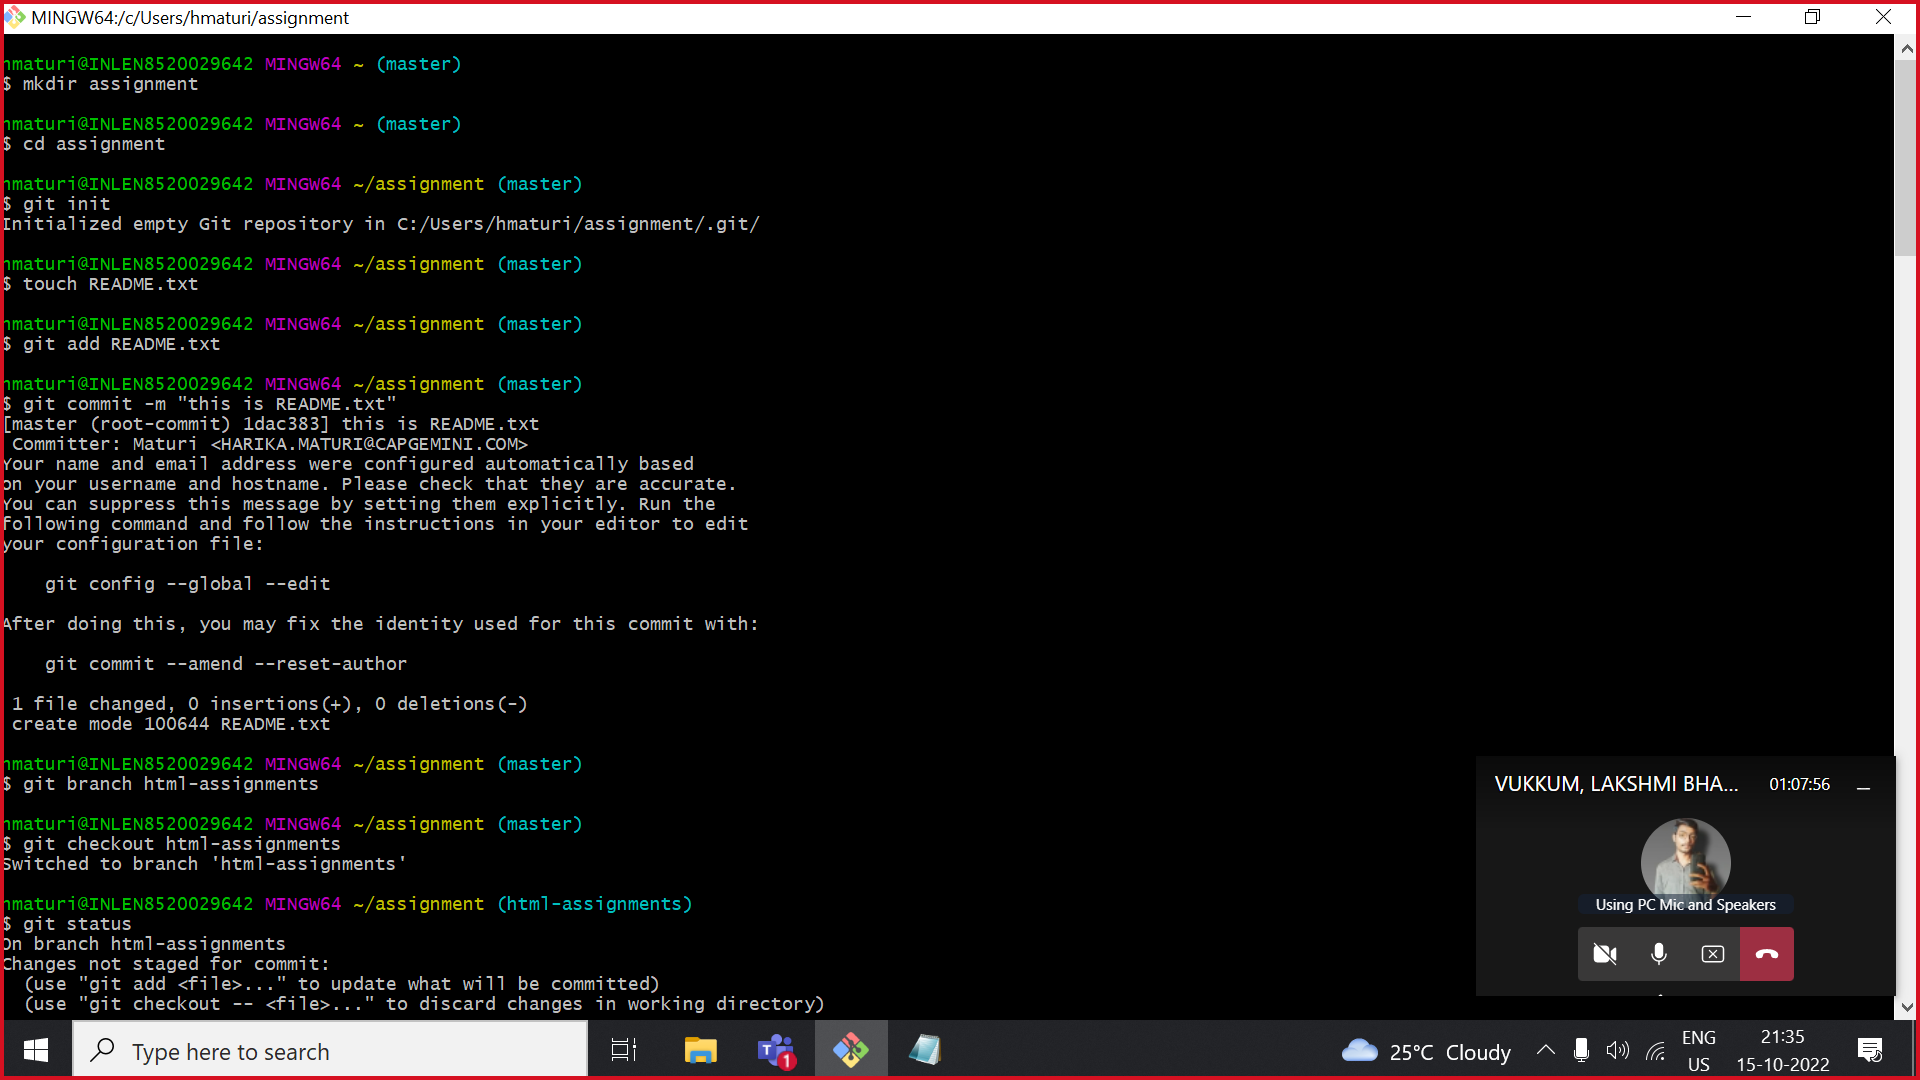 MINGW64:/c/Users/hmaturi/assignment
hmaturi@INLEN8520029642 MINGW64 ~ (master)
$ mkdir assignment
hmaturi@INLEN8520029642 MINGW64 ~ (master)
$ cd assignment
hmaturi@INLEN8520029642 MINGW64 ~/assignment (master)
$ git init
Initialized empty Git repository in C:/Users/hmaturi/assignment/.git/
hmaturi@INLEN8520029642 MINGW64 ~/assignment (master)
$ touch README.txt
hmaturi@INLEN8520029642 MINGW64 ~/assignment (master)
$ git add README.txt
hmaturi@INLEN8520029642 MINGW64 ~/assignment (master)
$ git commit -m "this is README.txt"
[master (root-commit) 1dac383] this is README.txt
Committer: Maturi <HARIKA.MATURI@CAPGEMINI.COM>
Your name and email address were configured automatically based
on your username and hostname. Please check that they are accurate.
You can suppress this message by setting them explicitly. Run the
following command and follow the instructions in your editor to edit
your configuration file:
git config --global --edit
After doing this, you may fix the identity used for this commit with:
git commit --amend --reset-author
1 file changed, 0 insertions(+), 0 deletions(-)
create mode 100644 README.txt
hmaturi@INLEN8520029642 MINGW64 ~/assignment (master)
$ git branch html-assignments
hmaturi@INLEN8520029642 MINGW64 ~/assignment (master)
$ git checkout html-assignments
Switched to branch 'html-assignments'
hmaturi@INLEN8520029642 MINGW64 ~/assignment (html-assignments)
$ git status
On branch html-assignments
Changes not staged for commit:
(use "git add <file>..." to update what will be committed)
(use "git checkout -- <file>..." to discard changes in working directory)
VUKKUM, LAKSHMI BHA... 01:07:56
Using PC Mic and Speakers
Type here to search
1
25°C Cloudy
ENG
US
21:35
15-10-2022